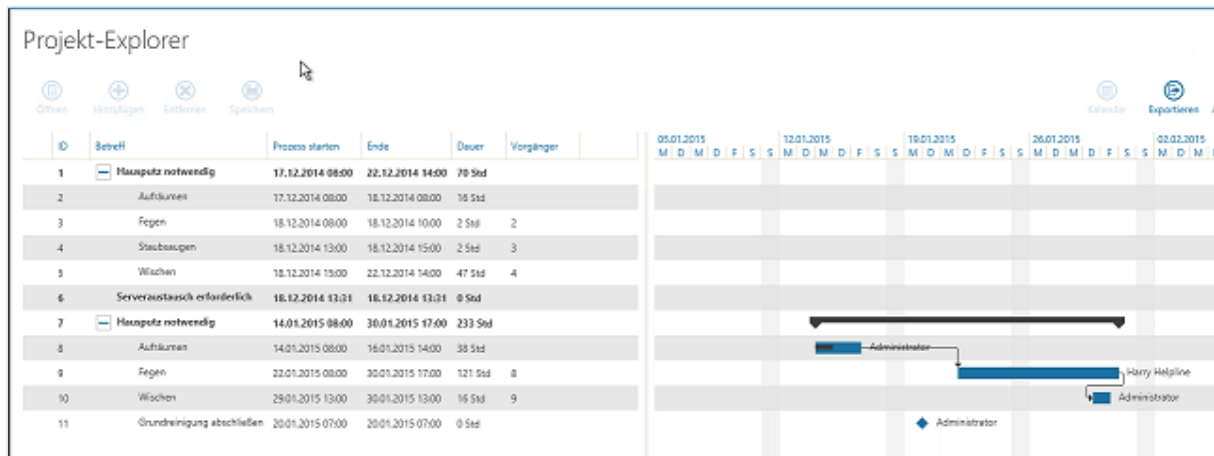 Projekt-Explorer
Öffnen Hinzufügen Entfernen Speichern Kalender Exportieren
ID Betreff Prozess starten Ende Dauer Vorgänger
05.01.2015 12.01.2015 19.01.2015 26.01.2015 02.02.2015
M D M D F S S M D M D F S S M D M D F S S M D M D F S S M D M
1 Hausputz notwendig 17.12.2014 08:00 22.12.2014 14:00 70 Std
2 Aufräumen 17.12.2014 08:00 18.12.2014 08:00 16 Std
3 Fegen 18.12.2014 08:00 18.12.2014 10:00 2 Std 2
4 Staubsaugen 18.12.2014 13:00 18.12.2014 15:00 2 Std 3
5 Wischen 18.12.2014 15:00 22.12.2014 14:00 47 Std 4
6 Serveraustausch erforderlich 18.12.2014 13:31 18.12.2014 13:31 0 Std
7 Hausputz notwendig 14.01.2015 08:00 30.01.2015 17:00 233 Std
8 Aufräumen 14.01.2015 08:00 16.01.2015 14:00 38 Std Administrator
9 Fegen 22.01.2015 08:00 30.01.2015 17:00 121 Std 8 Harry Helpline
10 Wischen 29.01.2015 13:00 30.01.2015 13:00 16 Std 9 Administrator
11 Grundreinigung abschließen 20.01.2015 07:00 20.01.2015 07:00 0 Std Administrator